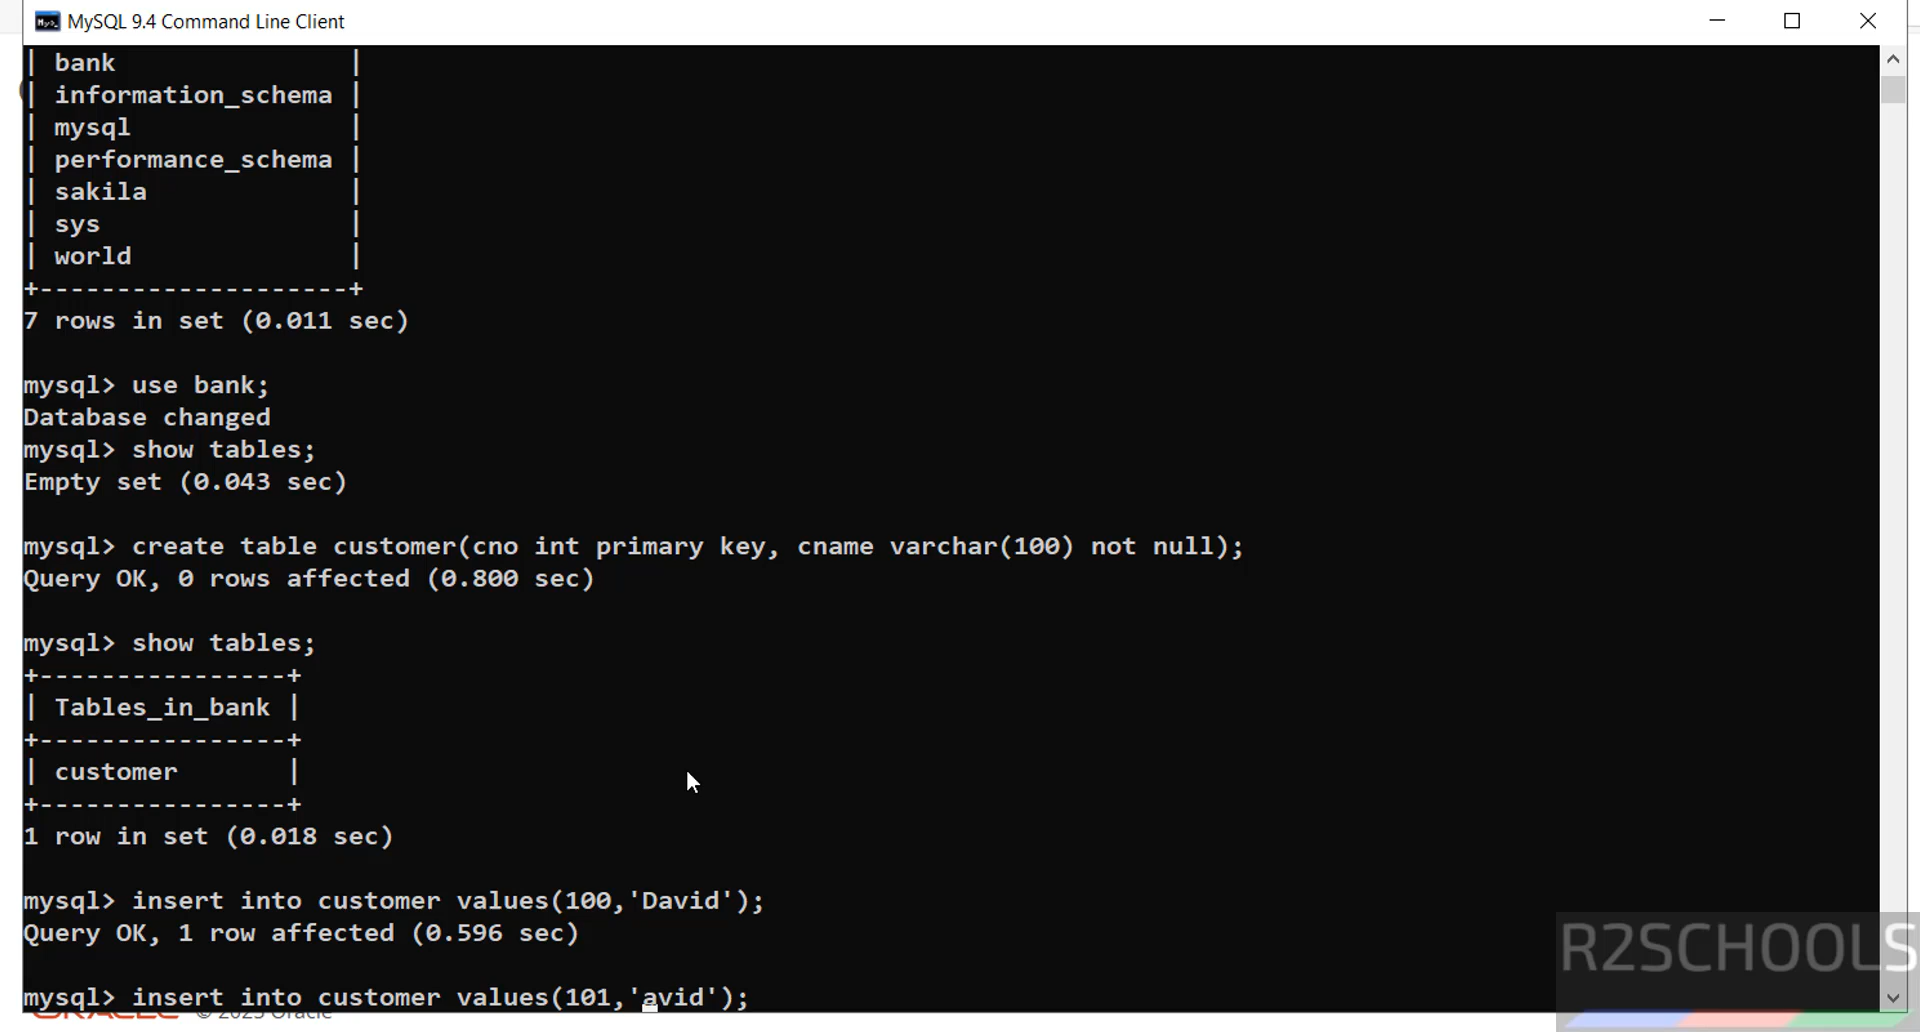 MySQL 9.4 Command Line Client
| bank |
| information_schema |
| mysql |
| performance_schema |
| sakila |
| sys |
| world |
+--------------------+
7 rows in set (0.011 sec)
mysql> use bank;
Database changed
mysql> show tables;
Empty set (0.043 sec)
mysql> create table customer(cno int primary key, cname varchar(100) not null);
Query OK, 0 rows affected (0.800 sec)
mysql> show tables;
+----------------+
| Tables_in_bank |
+----------------+
| customer |
+----------------+
1 row in set (0.018 sec)
mysql> insert into customer values(100,'David');
Query OK, 1 row affected (0.596 sec)
mysql> insert into customer values(101,'avid');
ORACLE © 2025 Oracle
R2SCHOOLS